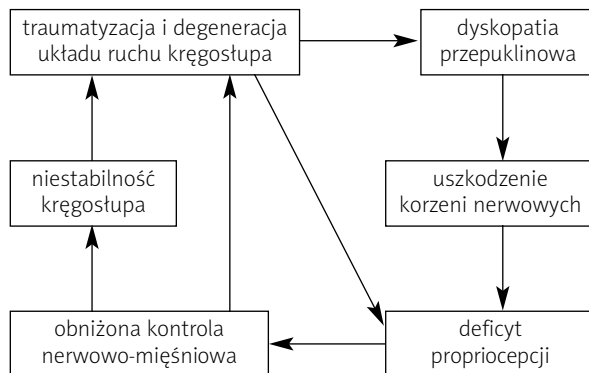 traumatyzacja i degeneracja
układu ruchu kręgosłupa
dyskopatia
przepuklinowa
niestabilność
kręgosłupa
uszkodzenie
korzeni nerwowych
obniżona kontrola
nerwowo-mięśniowa
deficyt
propriocepcji